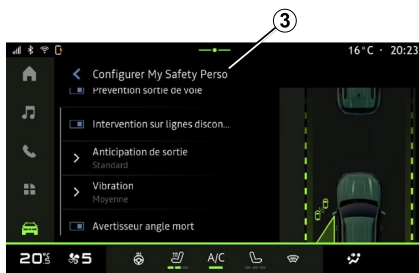 3
16°C · 20:23
Configurer My Safety Perso
Prévention sortie de voie
Intervention sur lignes discon...
Anticipation de sortie
Standard
Vibration
Moyenne
Avertisseur angle mort
20°5 5 A/C